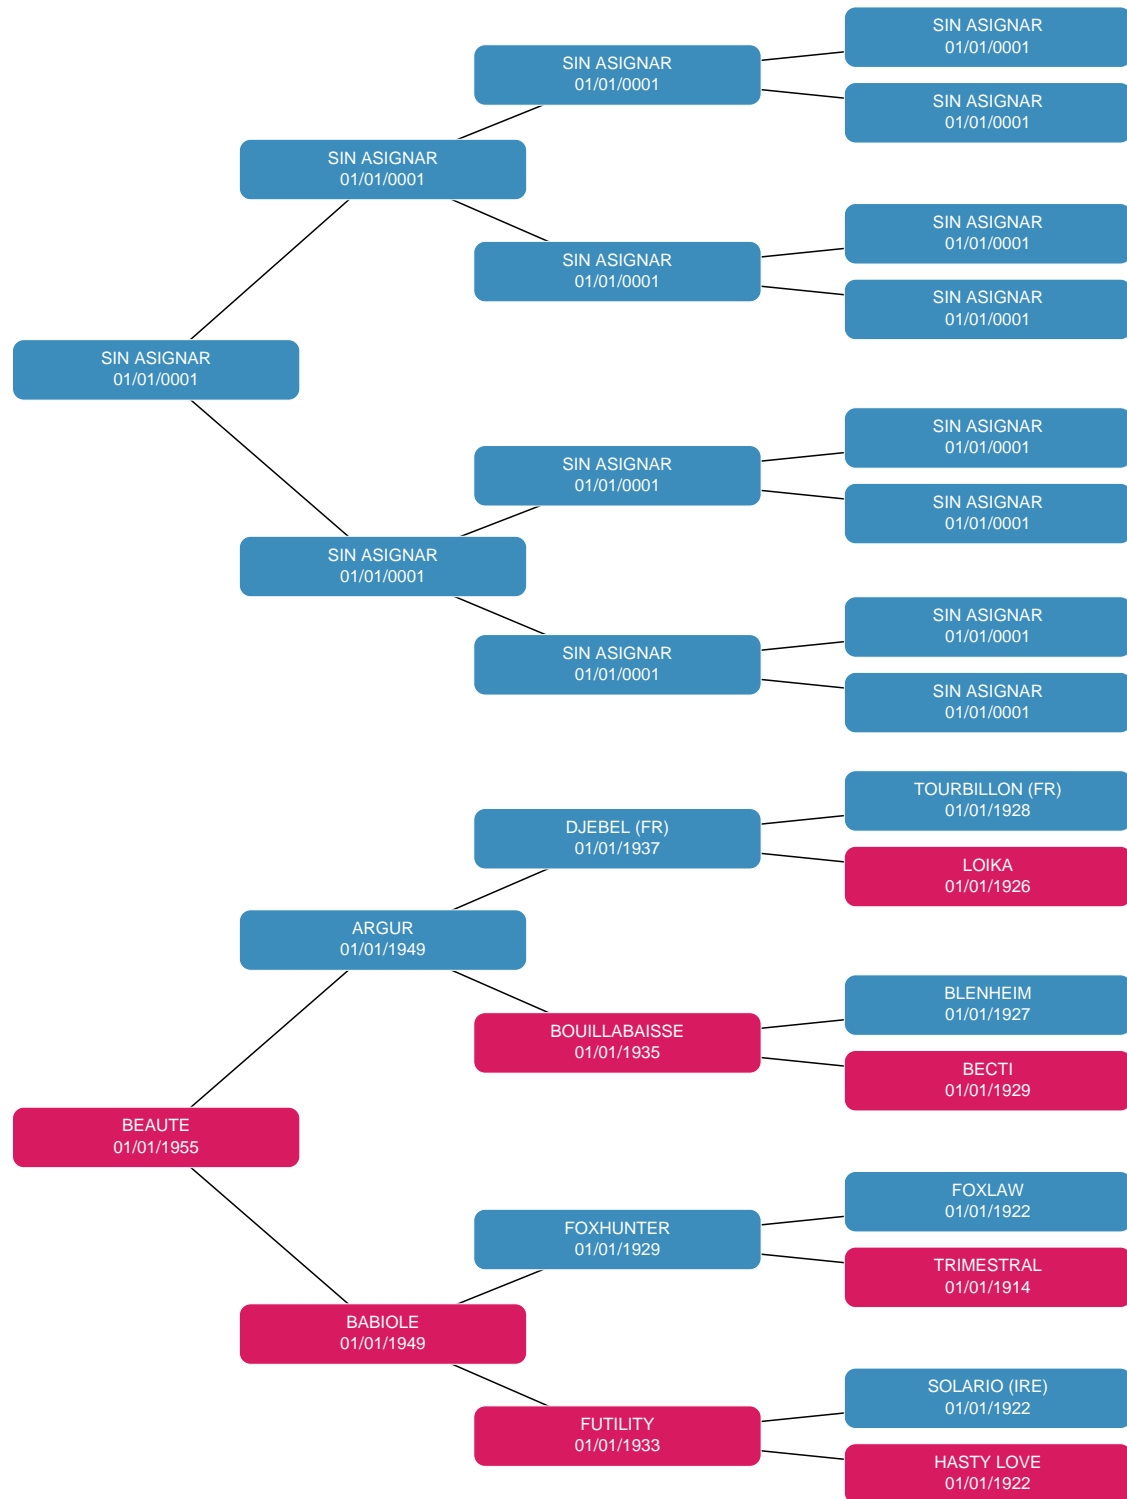 SIN ASIGNAR
01/01/0001
SIN ASIGNAR
01/01/0001
SIN ASIGNAR
01/01/0001
SIN ASIGNAR
01/01/0001
SIN ASIGNAR
01/01/0001
SIN ASIGNAR
01/01/0001
SIN ASIGNAR
01/01/0001
SIN ASIGNAR
01/01/0001
SIN ASIGNAR
01/01/0001
SIN ASIGNAR
01/01/0001
SIN ASIGNAR
01/01/0001
SIN ASIGNAR
01/01/0001
SIN ASIGNAR
01/01/0001
SIN ASIGNAR
01/01/0001
SIN ASIGNAR
01/01/0001
TOURBILLON (FR)
01/01/1928
DJEBEL (FR)
01/01/1937
LOIKA
01/01/1926
ARGUR
01/01/1949
BLENHEIM
01/01/1927
BOUILLABAISSE
01/01/1935
BECTI
01/01/1929
BEAUTE
01/01/1955
FOXLAW
01/01/1922
FOXHUNTER
01/01/1929
TRIMESTRAL
01/01/1914
BABIOLE
01/01/1949
SOLARIO (IRE)
01/01/1922
FUTILITY
01/01/1933
HASTY LOVE
01/01/1922